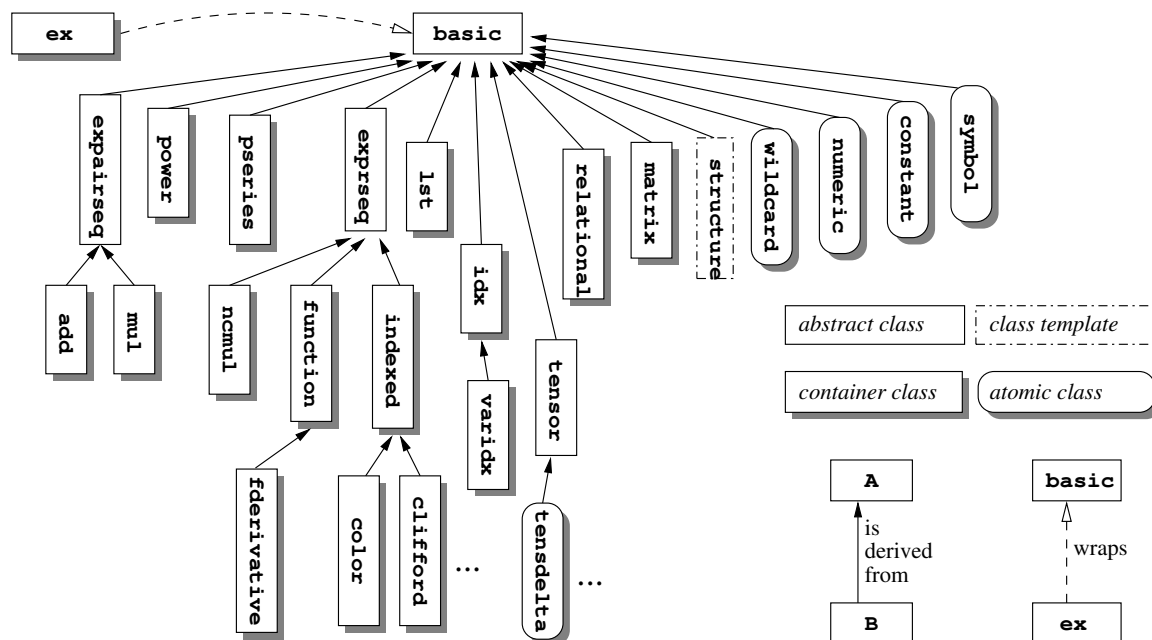 ex
basic
expairseq
power
pseries
exprseq
lst
idx
tensor
relational
matrix
structure
wildcard
numeric
constant
symbol
add
mul
ncmul
function
indexed
varidx
fderivative
color
clifford
...
tensdelta
...
abstract class
class template
container class
atomic class
A
is
derived
from
B
basic
wraps
ex